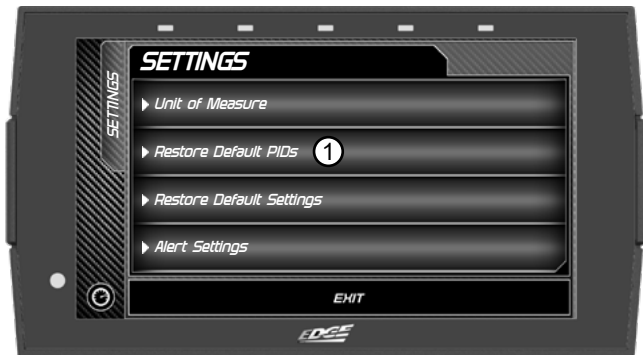 SETTINGS
SETTINGS
Unit of Measure
Restore Default PIDs 1
Restore Default Settings
Alert Settings
EXIT
EDGE